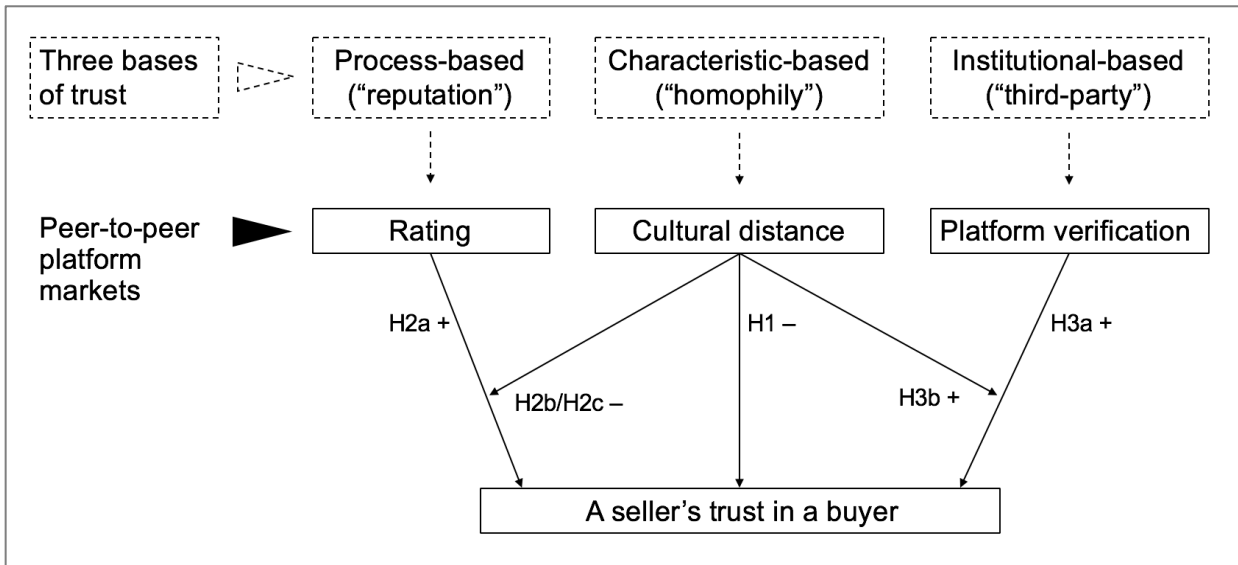 Three bases
of trust
Process-based
(“reputation”)
Characteristic-based
(“homophily”)
Institutional-based
(“third-party”)
Peer-to-peer
platform
markets
Rating
Cultural distance
Platform verification
H2a +
H1 –
H3a +
H2b/H2c –
H3b +
A seller’s trust in a buyer